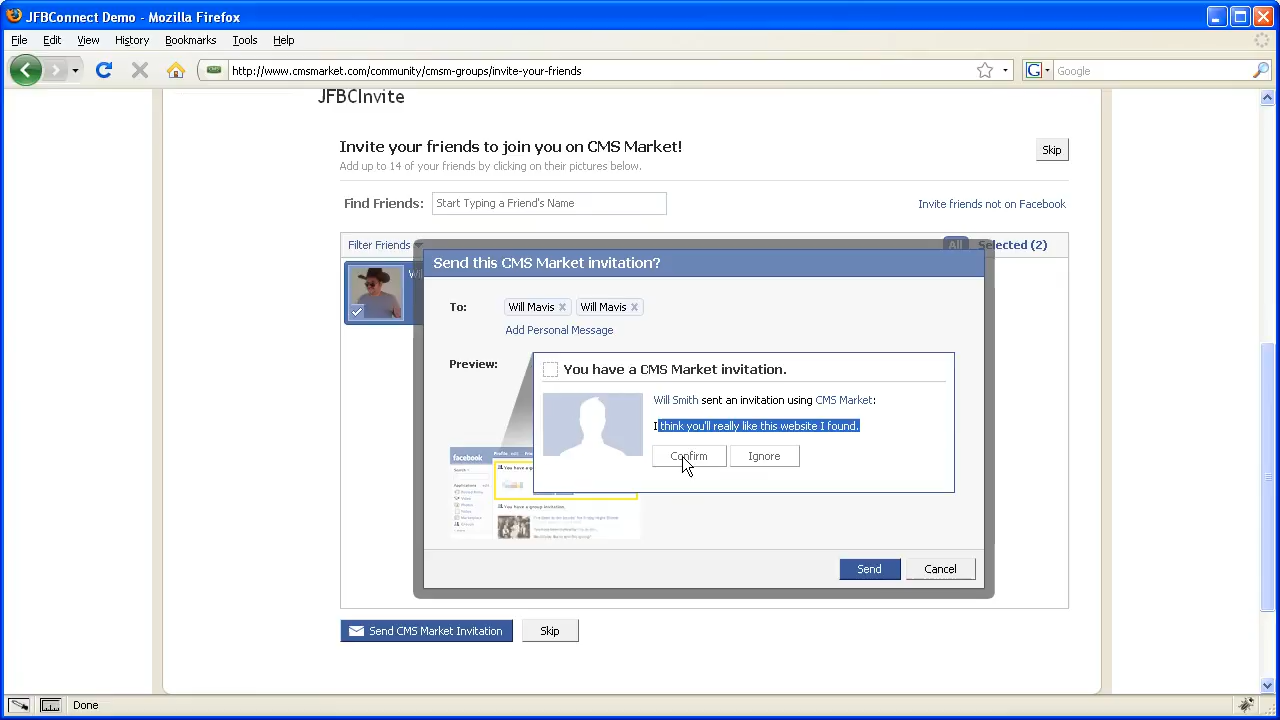 JFBConnect Demo - Mozilla Firefox
File Edit View History Bookmarks Tools Help
http://www.cmsmarket.com/community/cmsm-groups/invite-your-friends
Google
JFBCInvite
Invite your friends to join you on CMS Market!
Skip
Add up to 14 of your friends by clicking on their pictures below.
Find Friends: Start Typing a Friend's Name
Invite friends not on Facebook
Filter Friends All Selected (2)
Send this CMS Market invitation?
To: Will Mavis x Will Mavis x
Add Personal Message
Preview:
You have a CMS Market invitation.
Will Smith sent an invitation using CMS Market:
I think you'll really like this website I found.
Confirm Ignore
facebook
Send Cancel
Send CMS Market Invitation Skip
Done